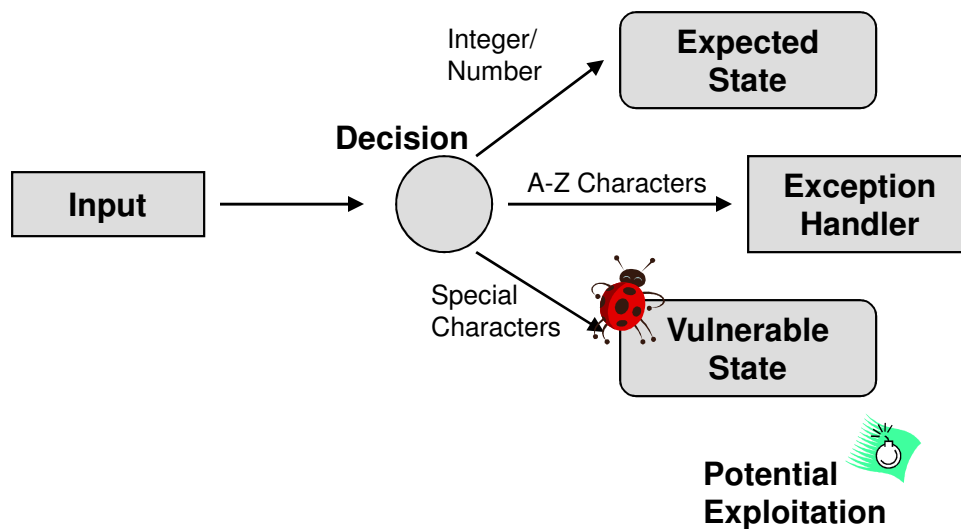 Integer/
Number
Expected
State
Decision
Input
A-Z Characters
Exception
Handler
Special
Characters
Vulnerable
State
Potential
Exploitation